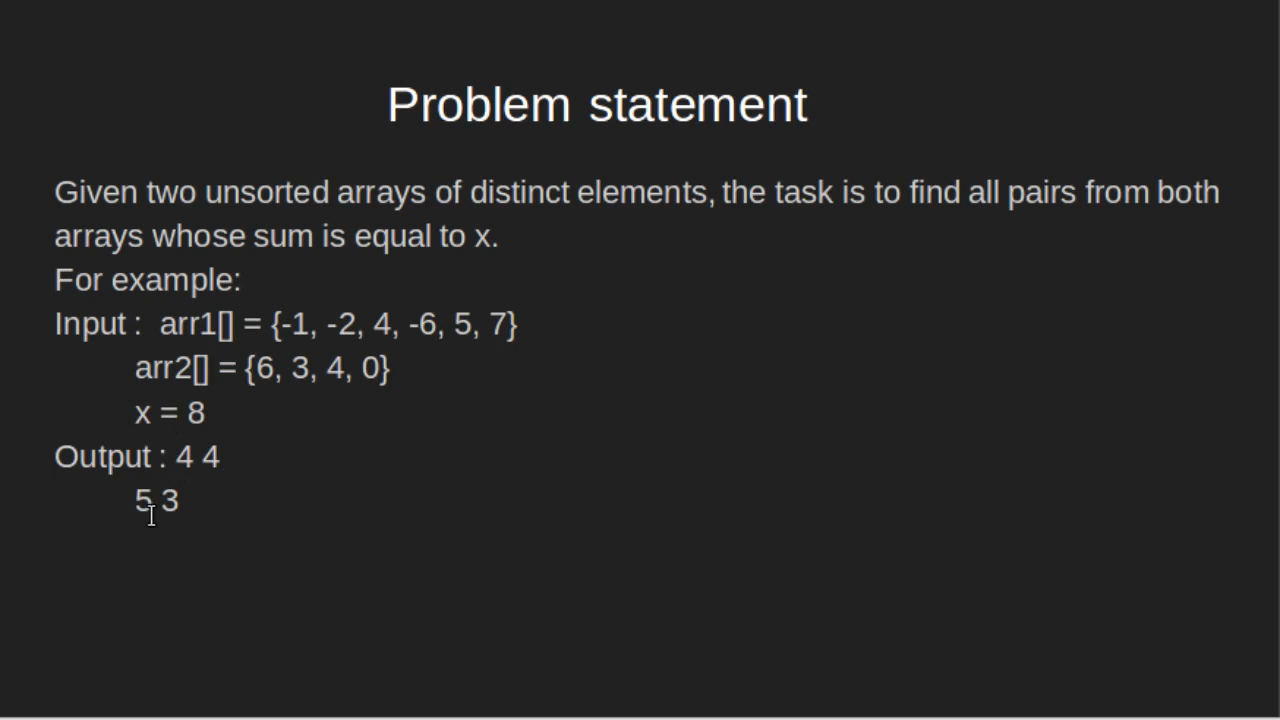 Problem statement
Given two unsorted arrays of distinct elements, the task is to find all pairs from both
arrays whose sum is equal to x.
For example:
Input :  arr1[] = {-1, -2, 4, -6, 5, 7}
arr2[] = {6, 3, 4, 0}
x = 8
Output : 4 4
5 3